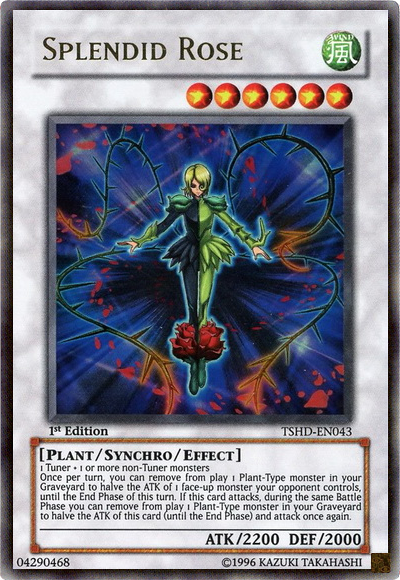 SPLENDID ROSE
WIND
風
1st Edition
TSHD-EN043
[PLANT/SYNCHRO/EFFECT]
1 Tuner + 1 or more non-Tuner monsters
Once per turn, you can remove from play 1 Plant-Type monster in your
Graveyard to halve the ATK of 1 face-up monster your opponent controls,
until the End Phase of this turn. If this card attacks, during the same Battle
Phase you can remove from play 1 Plant-Type monster in your Graveyard
to halve the ATK of this card (until the End Phase) and attack once again.
ATK/2200 DEF/2000
04290468
©1996 KAZUKI TAKAHASHI